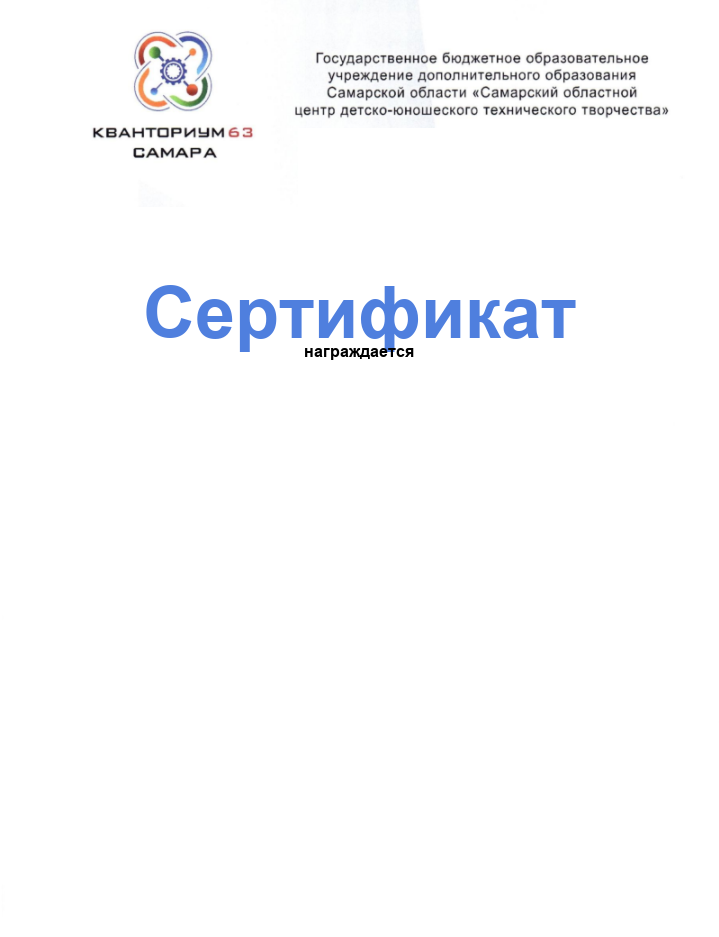 Государственное бюджетное образовательное
учреждение дополнительного образования
Самарской области «Самарский областной
центр детско-юношеского технического творчества»
КВАНТОРИУМ63
САМАРА
Сертификат
награждается